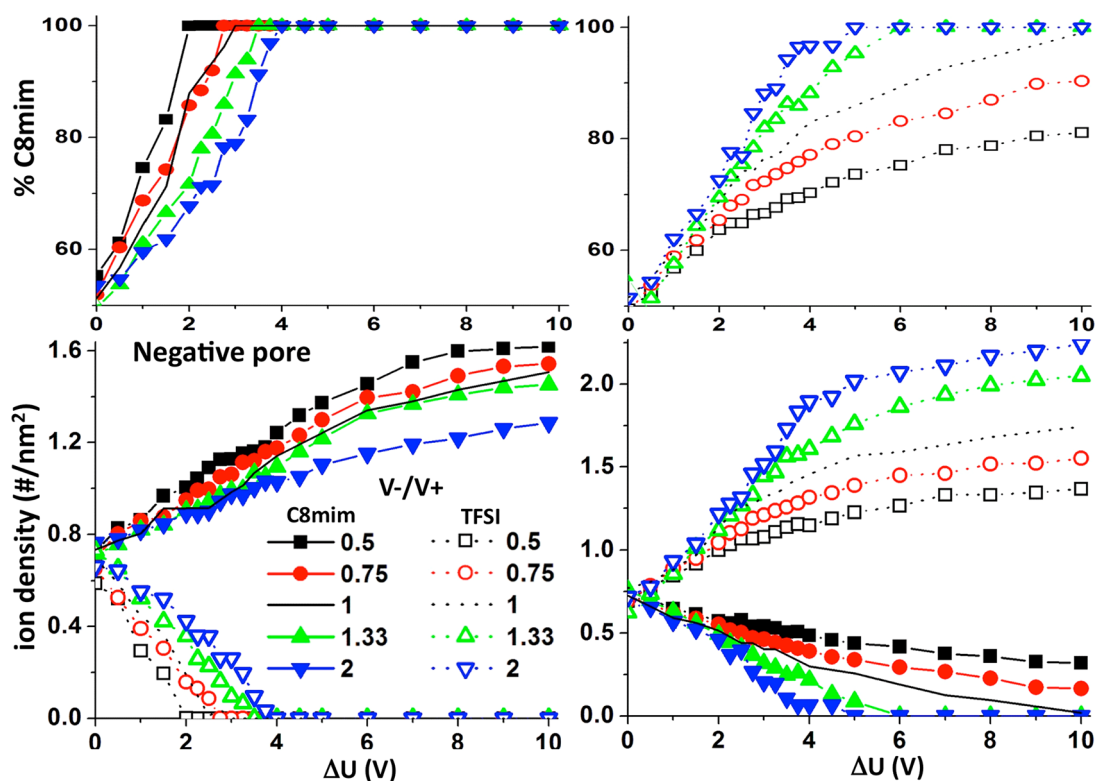 % C8mim
100
80
60
0 2 4 6 8 10
100
80
60
0 2 4 6 8 10
ion density (#/nm²)
Negative pore
1.6
1.2
0.8
0.4
0.0
V-/V+
C8mim TFSI
0.5 0.5
0.75 0.75
1 1
1.33 1.33
2 2
0 2 4 6 8 10
ΔU (V)
2.0
1.5
1.0
0.5
0.0
0 2 4 6 8 10
ΔU (V)